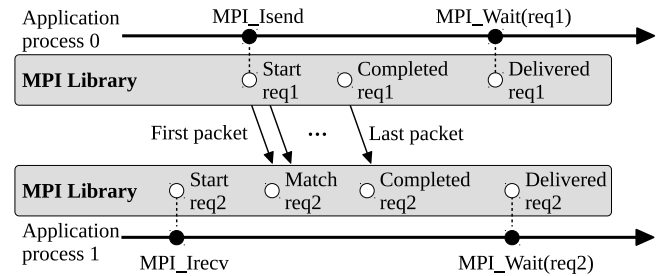 Application
process 0
MPI_Isend
MPI_Wait(req1)
MPI Library
Start
req1
Completed
req1
Delivered
req1
First packet
...
Last packet
MPI Library
Start
req2
Match
req2
Completed
req2
Delivered
req2
Application
process 1
MPI_Irecv
MPI_Wait(req2)